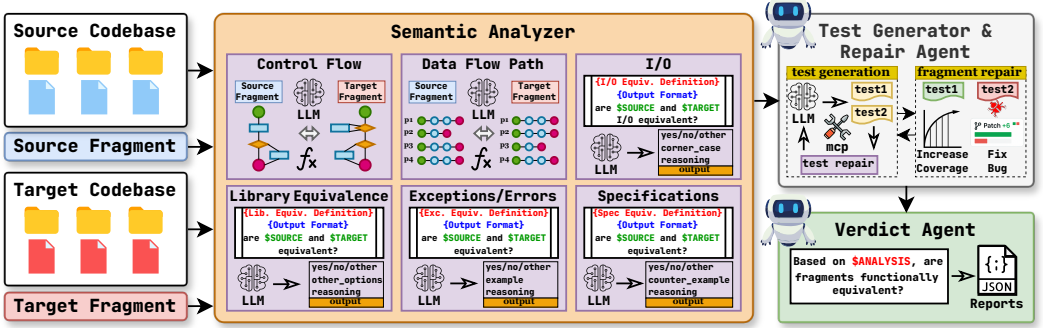 Source Codebase
Source Fragment
Target Codebase
Target Fragment
Semantic Analyzer
Control Flow
Source
Fragment
LLM
Target
Fragment
fx
Data Flow Path
Source
Fragment
LLM
Target
Fragment
p1
p2
p3
p4
fx
I/O
{I/O Equiv. Definition}
{Output Format}
are $SOURCE and $TARGET
I/O equivalent?
LLM
yes/no/other
corner_case
reasoning
output
Library Equivalence
{Lib. Equiv. Definition}
{Output Format}
are $SOURCE and $TARGET
equivalent?
LLM
yes/no/other
other_options
reasoning
output
Exceptions/Errors
{Exc. Equiv. Definition}
{Output Format}
are $SOURCE and $TARGET
equivalent?
LLM
yes/no/other
example
reasoning
output
Specifications
{Spec Equiv. Definition}
{Output Format}
are $SOURCE and $TARGET
equivalent?
LLM
yes/no/other
counter_example
reasoning
output
Test Generator &
Repair Agent
test generation
LLM
test1
test2
mcp
test repair
fragment repair
test1
test2
Patch +6
Increase
Coverage
Fix
Bug
Verdict Agent
Based on $ANALYSIS, are
fragments functionally
equivalent?
{;}
JSON
Reports